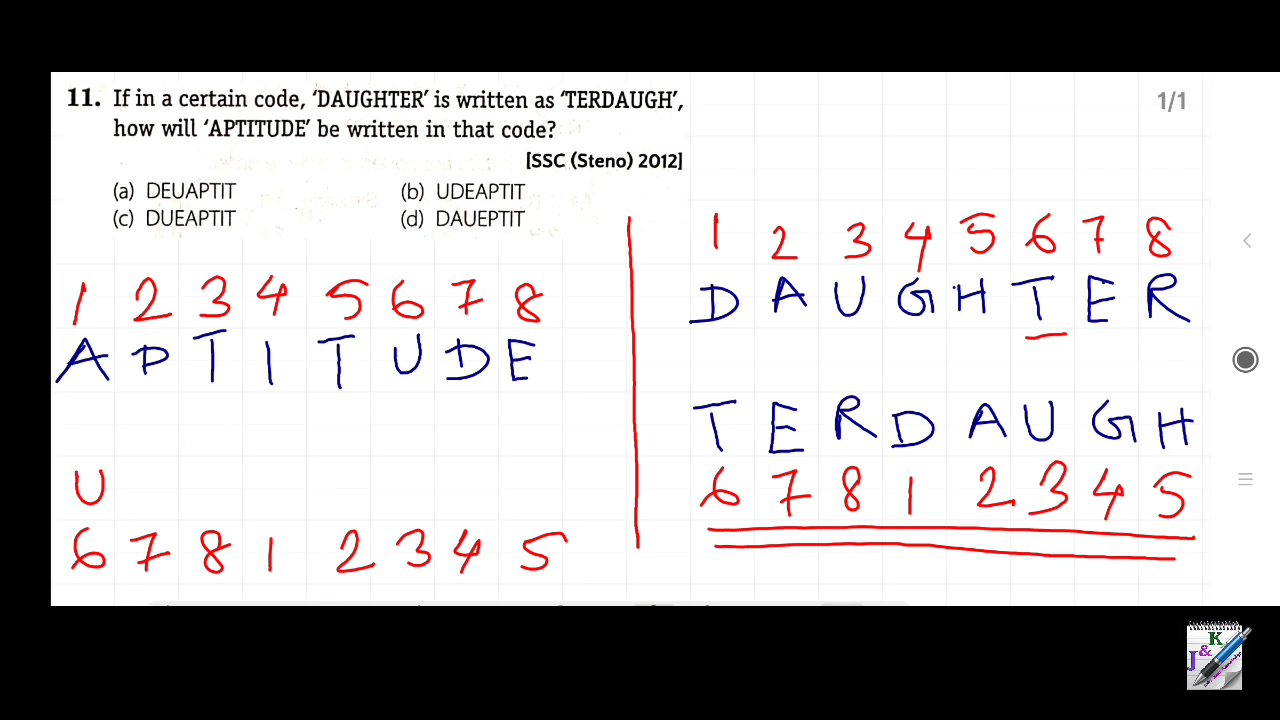 11. If in a certain code, ‘DAUGHTER’ is written as ‘TERDAUGH’,
how will ‘APTITUDE’ be written in that code?
[SSC (Steno) 2012]
(a) DEUAPTIT (b) UDEAPTIT
(c) DUEAPTIT (d) DAUEPTIT
1/1
1 2 3 4 5 6 7 8
D A U G H T E R
T E R D A U G H
6 7 8 1 2 3 4 5
1 2 3 4 5 6 7 8
A P T I T U D E
U
6 7 8 1 2 3 4 5
J & K